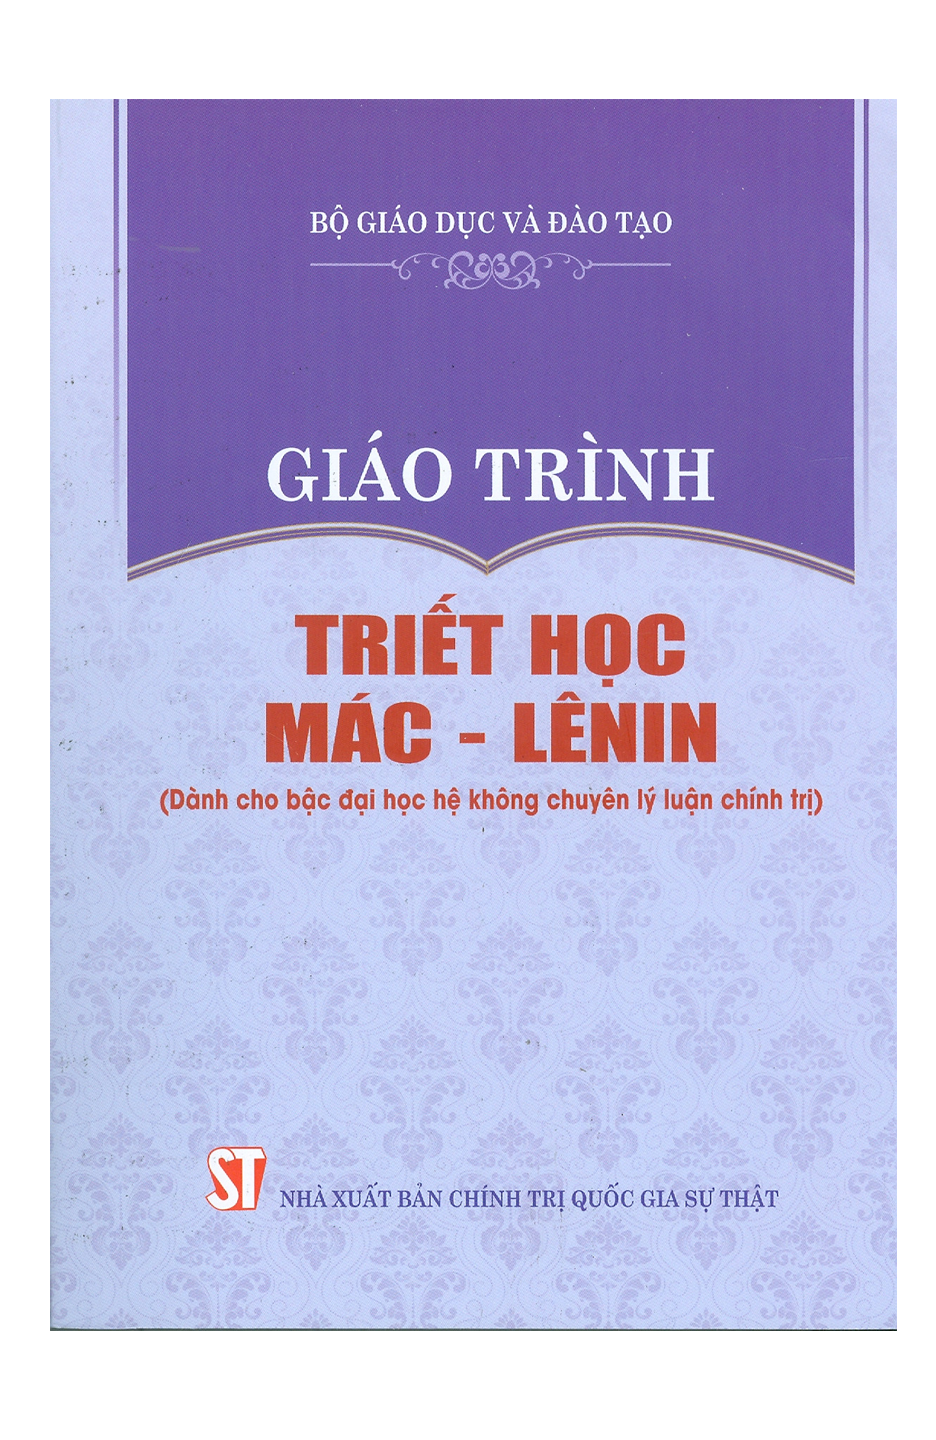 BỘ GIÁO DỤC VÀ ĐÀO TẠO
GIÁO TRÌNH
TRIẾT HỌC
MÁC - LÊNIN
(Dành cho bậc đại học hệ không chuyên lý luận chính trị)
ST
NHÀ XUẤT BẢN CHÍNH TRỊ QUỐC GIA SỰ THẬT